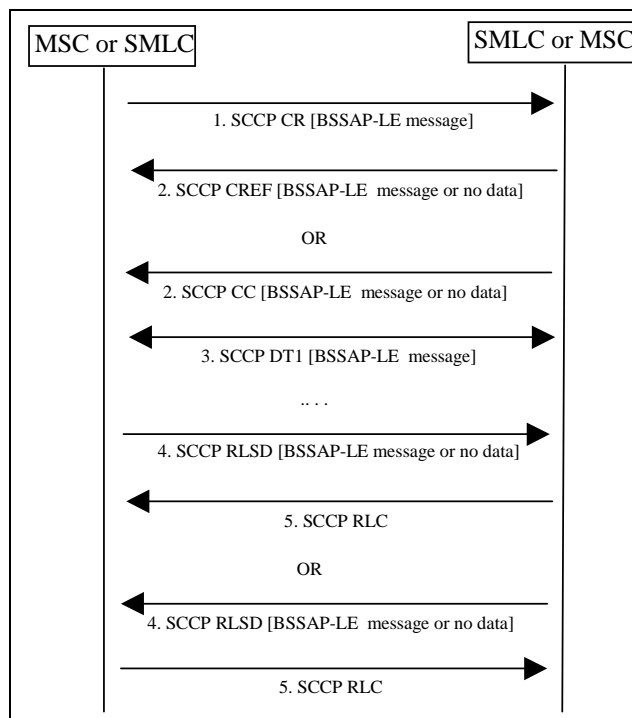 MSC or SMLC
SMLC or MSC
1. SCCP CR [BSSAP-LE message]
2. SCCP CREF [BSSAP-LE message or no data]
OR
2. SCCP CC [BSSAP-LE message or no data]
3. SCCP DT1 [BSSAP-LE message]
.. . .
4. SCCP RLSD [BSSAP-LE message or no data]
5. SCCP RLC
OR
4. SCCP RLSD [BSSAP-LE message or no data]
5. SCCP RLC